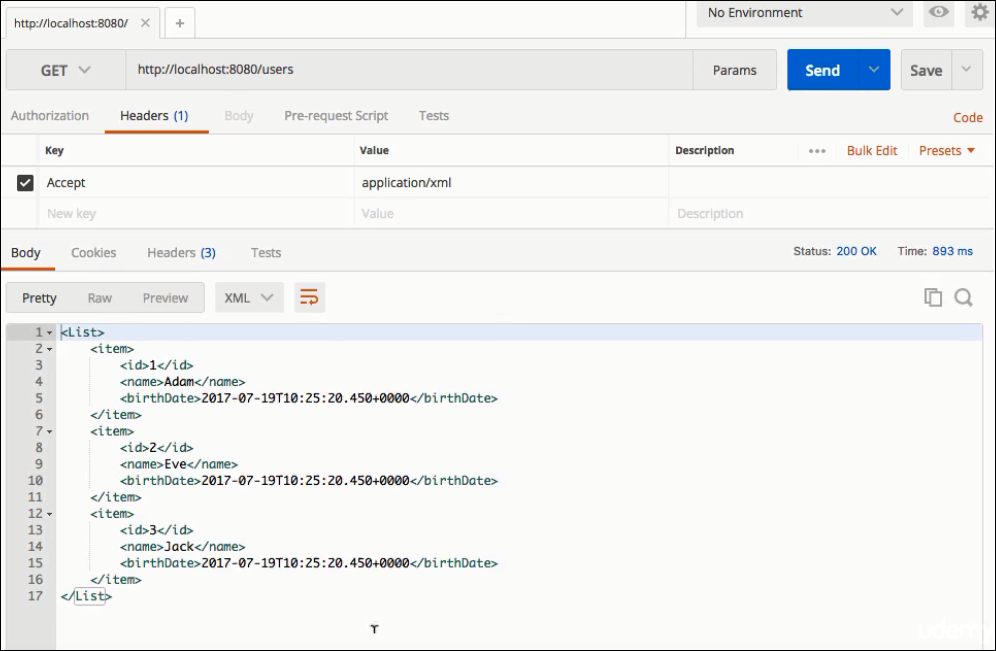 http://localhost:8080/ × +
No Environment
GET http://localhost:8080/users Params Send Save
Authorization Headers (1) Body Pre-request Script Tests Code
Key Value Description ••• Bulk Edit Presets
Accept application/xml
New key Value Description
Body Cookies Headers (3) Tests Status: 200 OK Time: 893 ms
Pretty Raw Preview XML
1 <List>
2 <item>
3 <id>1</id>
4 <name>Adam</name>
5 <birthDate>2017-07-19T10:25:20.450+0000</birthDate>
6 </item>
7 <item>
8 <id>2</id>
9 <name>Eve</name>
10 <birthDate>2017-07-19T10:25:20.450+0000</birthDate>
11 </item>
12 <item>
13 <id>3</id>
14 <name>Jack</name>
15 <birthDate>2017-07-19T10:25:20.450+0000</birthDate>
16 </item>
17 </List>
udemy